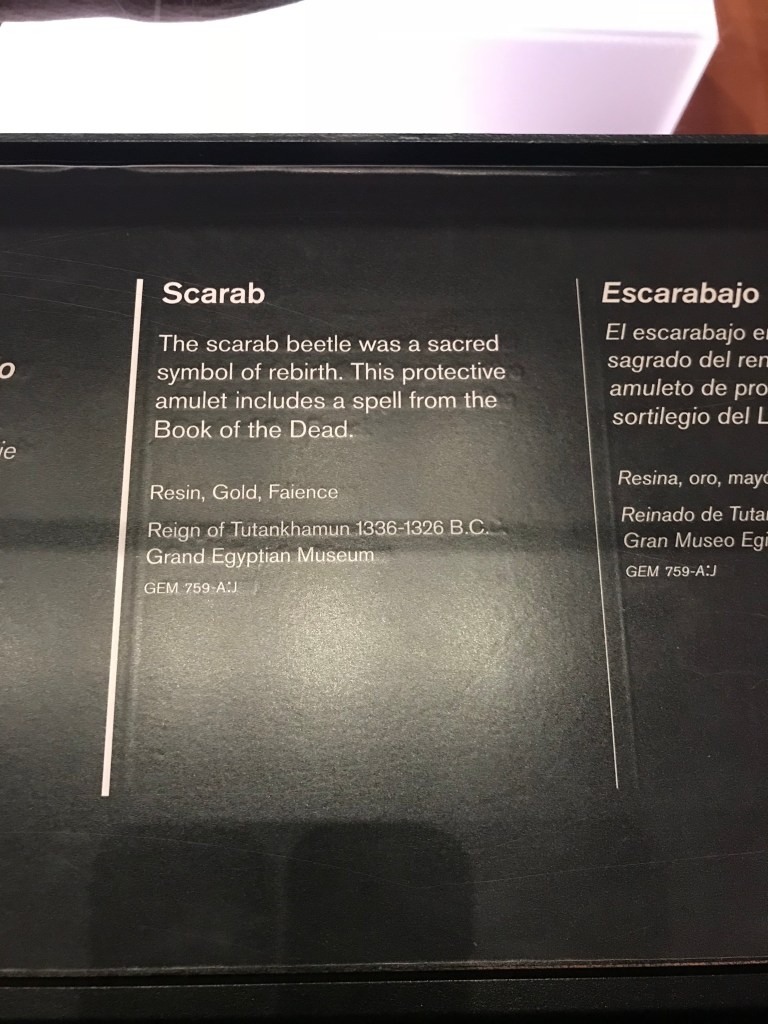 Scarab
The scarab beetle was a sacred
symbol of rebirth. This protective
amulet includes a spell from the
Book of the Dead.
Resin, Gold, Faience
Reign of Tutankhamun 1336-1326 B.C.
Grand Egyptian Museum
GEM 759-A:J
Escarabajo
El escarabajo
sagrado del
amuleto de
sortilegio del
Resina, oro,
Reinado de
Gran Museo
GEM 759-A:J